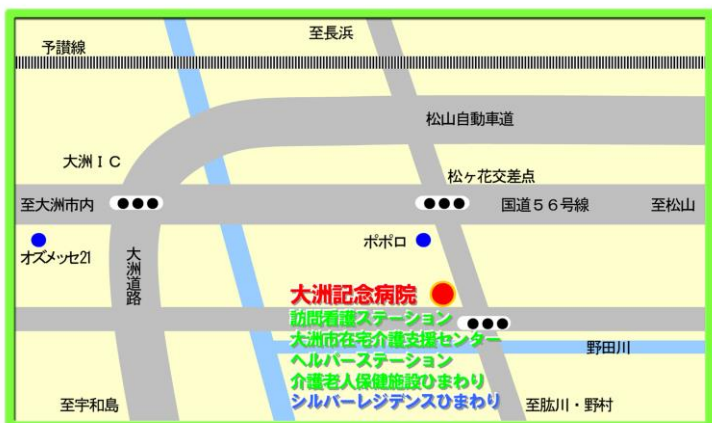 至長浜
予讃線
松山自動車道
大洲ＩＣ
松ヶ花交差点
至大洲市内
国道５６号線
至松山
オズメッセ21
大洲道路
ポポロ
大洲記念病院
訪問看護ステーション
大洲市在宅介護支援センター
ヘルパーステーション
介護老人保健施設ひまわり
シルバーレジデンスひまわり
野田川
至宇和島
至肱川・野村